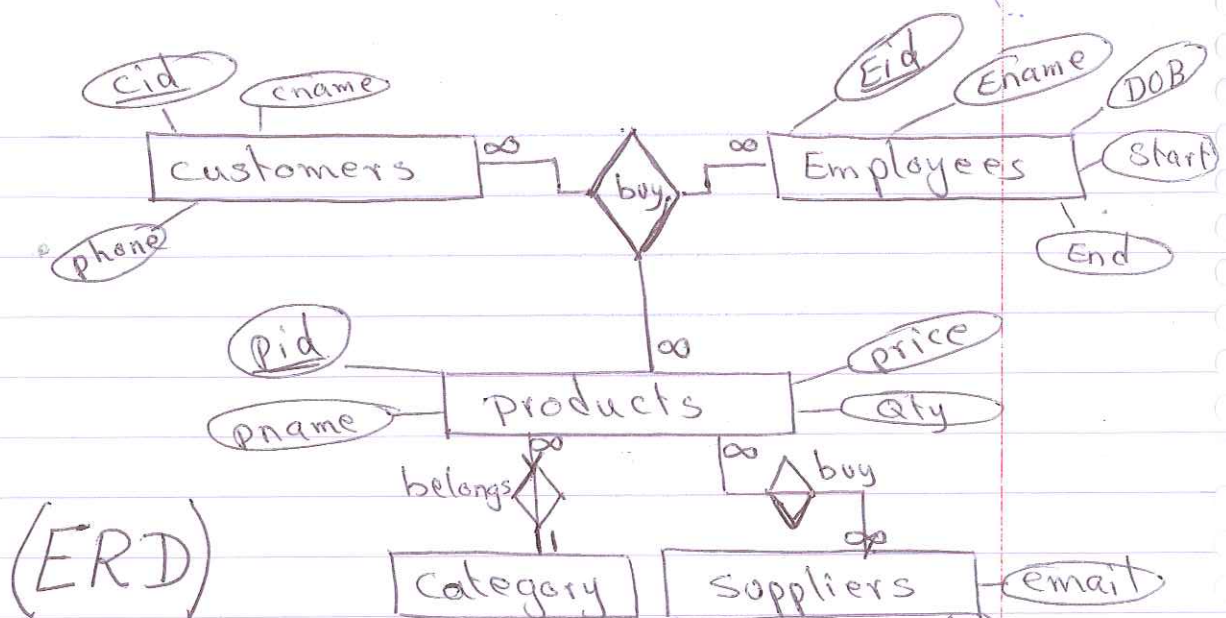 cid cname Eid Ename DOB
customers ∞ buy ∞ Employees Start
phone End
pid ∞ price
products
pname Qty
∞ ∞
belongs buy
1 ∞
(ERD) Category Suppliers email